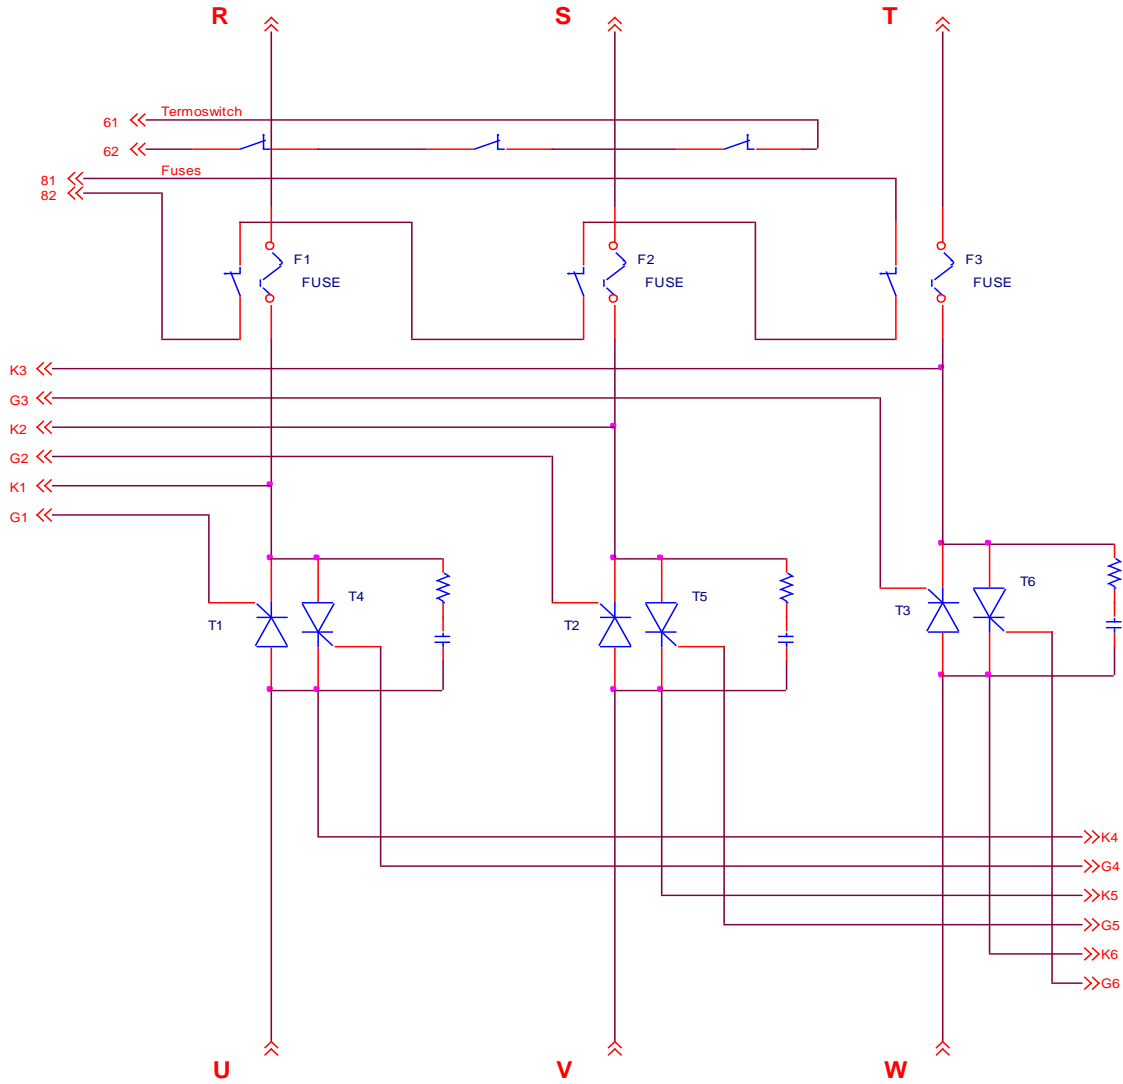 R S T
61 Termoswitch
62
81 Fuses
82
F1 F2 F3
FUSE FUSE FUSE
K3
G3
K2
G2
K1
G1
T6
T4 T5
T3
T1 T2
K4
G4
K5
G5
K6
G6
U V W